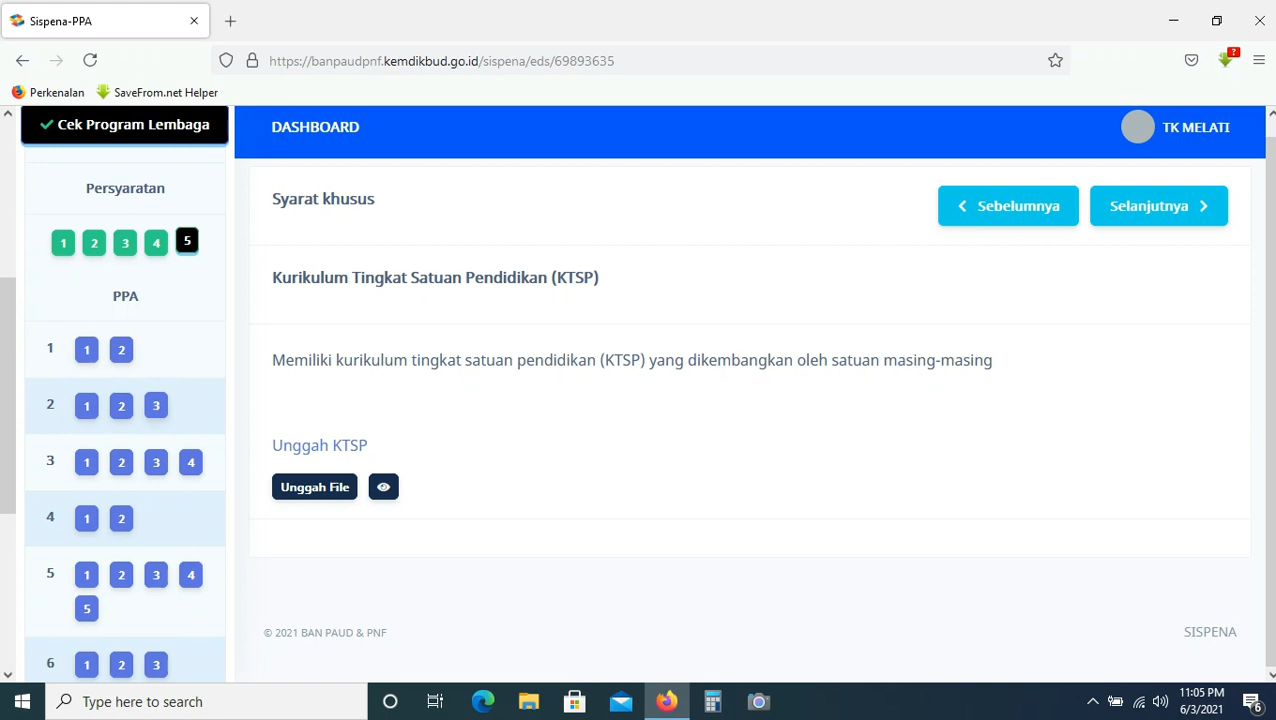 Sispena-PPA
https://banpaudpnf.kemdikbud.go.id/sispend/eds/59893635
?
Perkenalan
SaveFrom.net Helper
Cek Program Lembaga
DASHBOARD
TK MELATI
Persyaratan
1 2 3 4 5
PPA
1 1 2
2 1 2 3
3 1 2 3 4
4 1 2
5 1 2 3 4
5
6 1 2 3
Syarat khusus
Sebelumnya
Selanjutnya
Kurikulum Tingkat Satuan Pendidikan (KTSP)
Memiliki kurikulum tingkat satuan pendidikan (KTSP) yang dikembangkan oleh satuan masing-masing
Unggah KTSP
Unggah File
© 2021 BAN PAUD & PNF
SISPENA
Type here to search
11:05 PM
6/3/2021
6